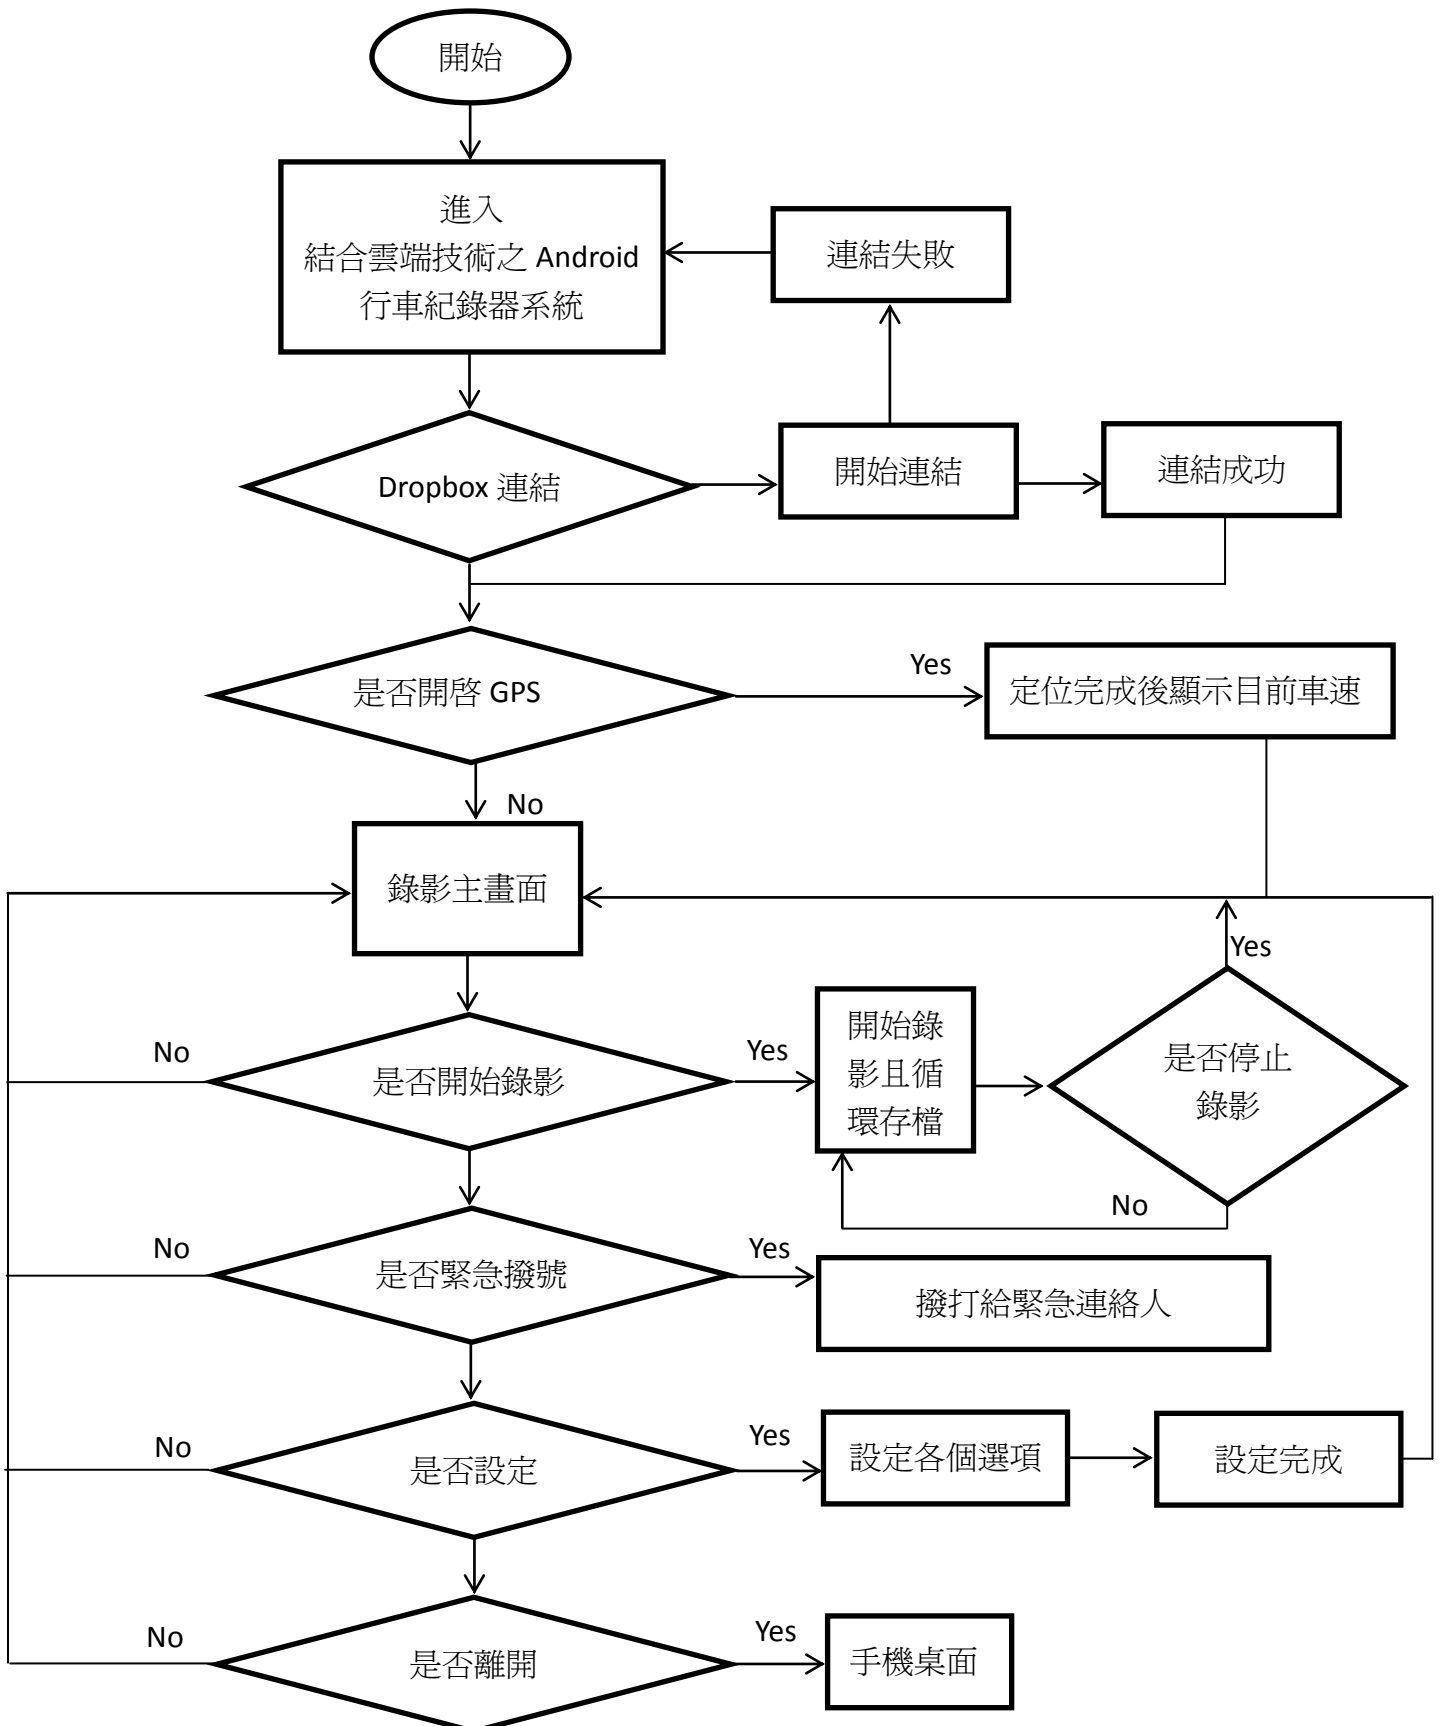 開始
進入
結合雲端技術之 Android
行車紀錄器系統
連結失敗
Dropbox 連結
開始連結
連結成功
是否開啓 GPS
Yes
定位完成後顯示目前車速
No
錄影主畫面
Yes
No
是否開始錄影
Yes
開始錄
影且循
環存檔
是否停止
錄影
No
No
是否緊急撥號
Yes
撥打給緊急連絡人
No
是否設定
Yes
設定各個選項
設定完成
No
是否離開
Yes
手機桌面